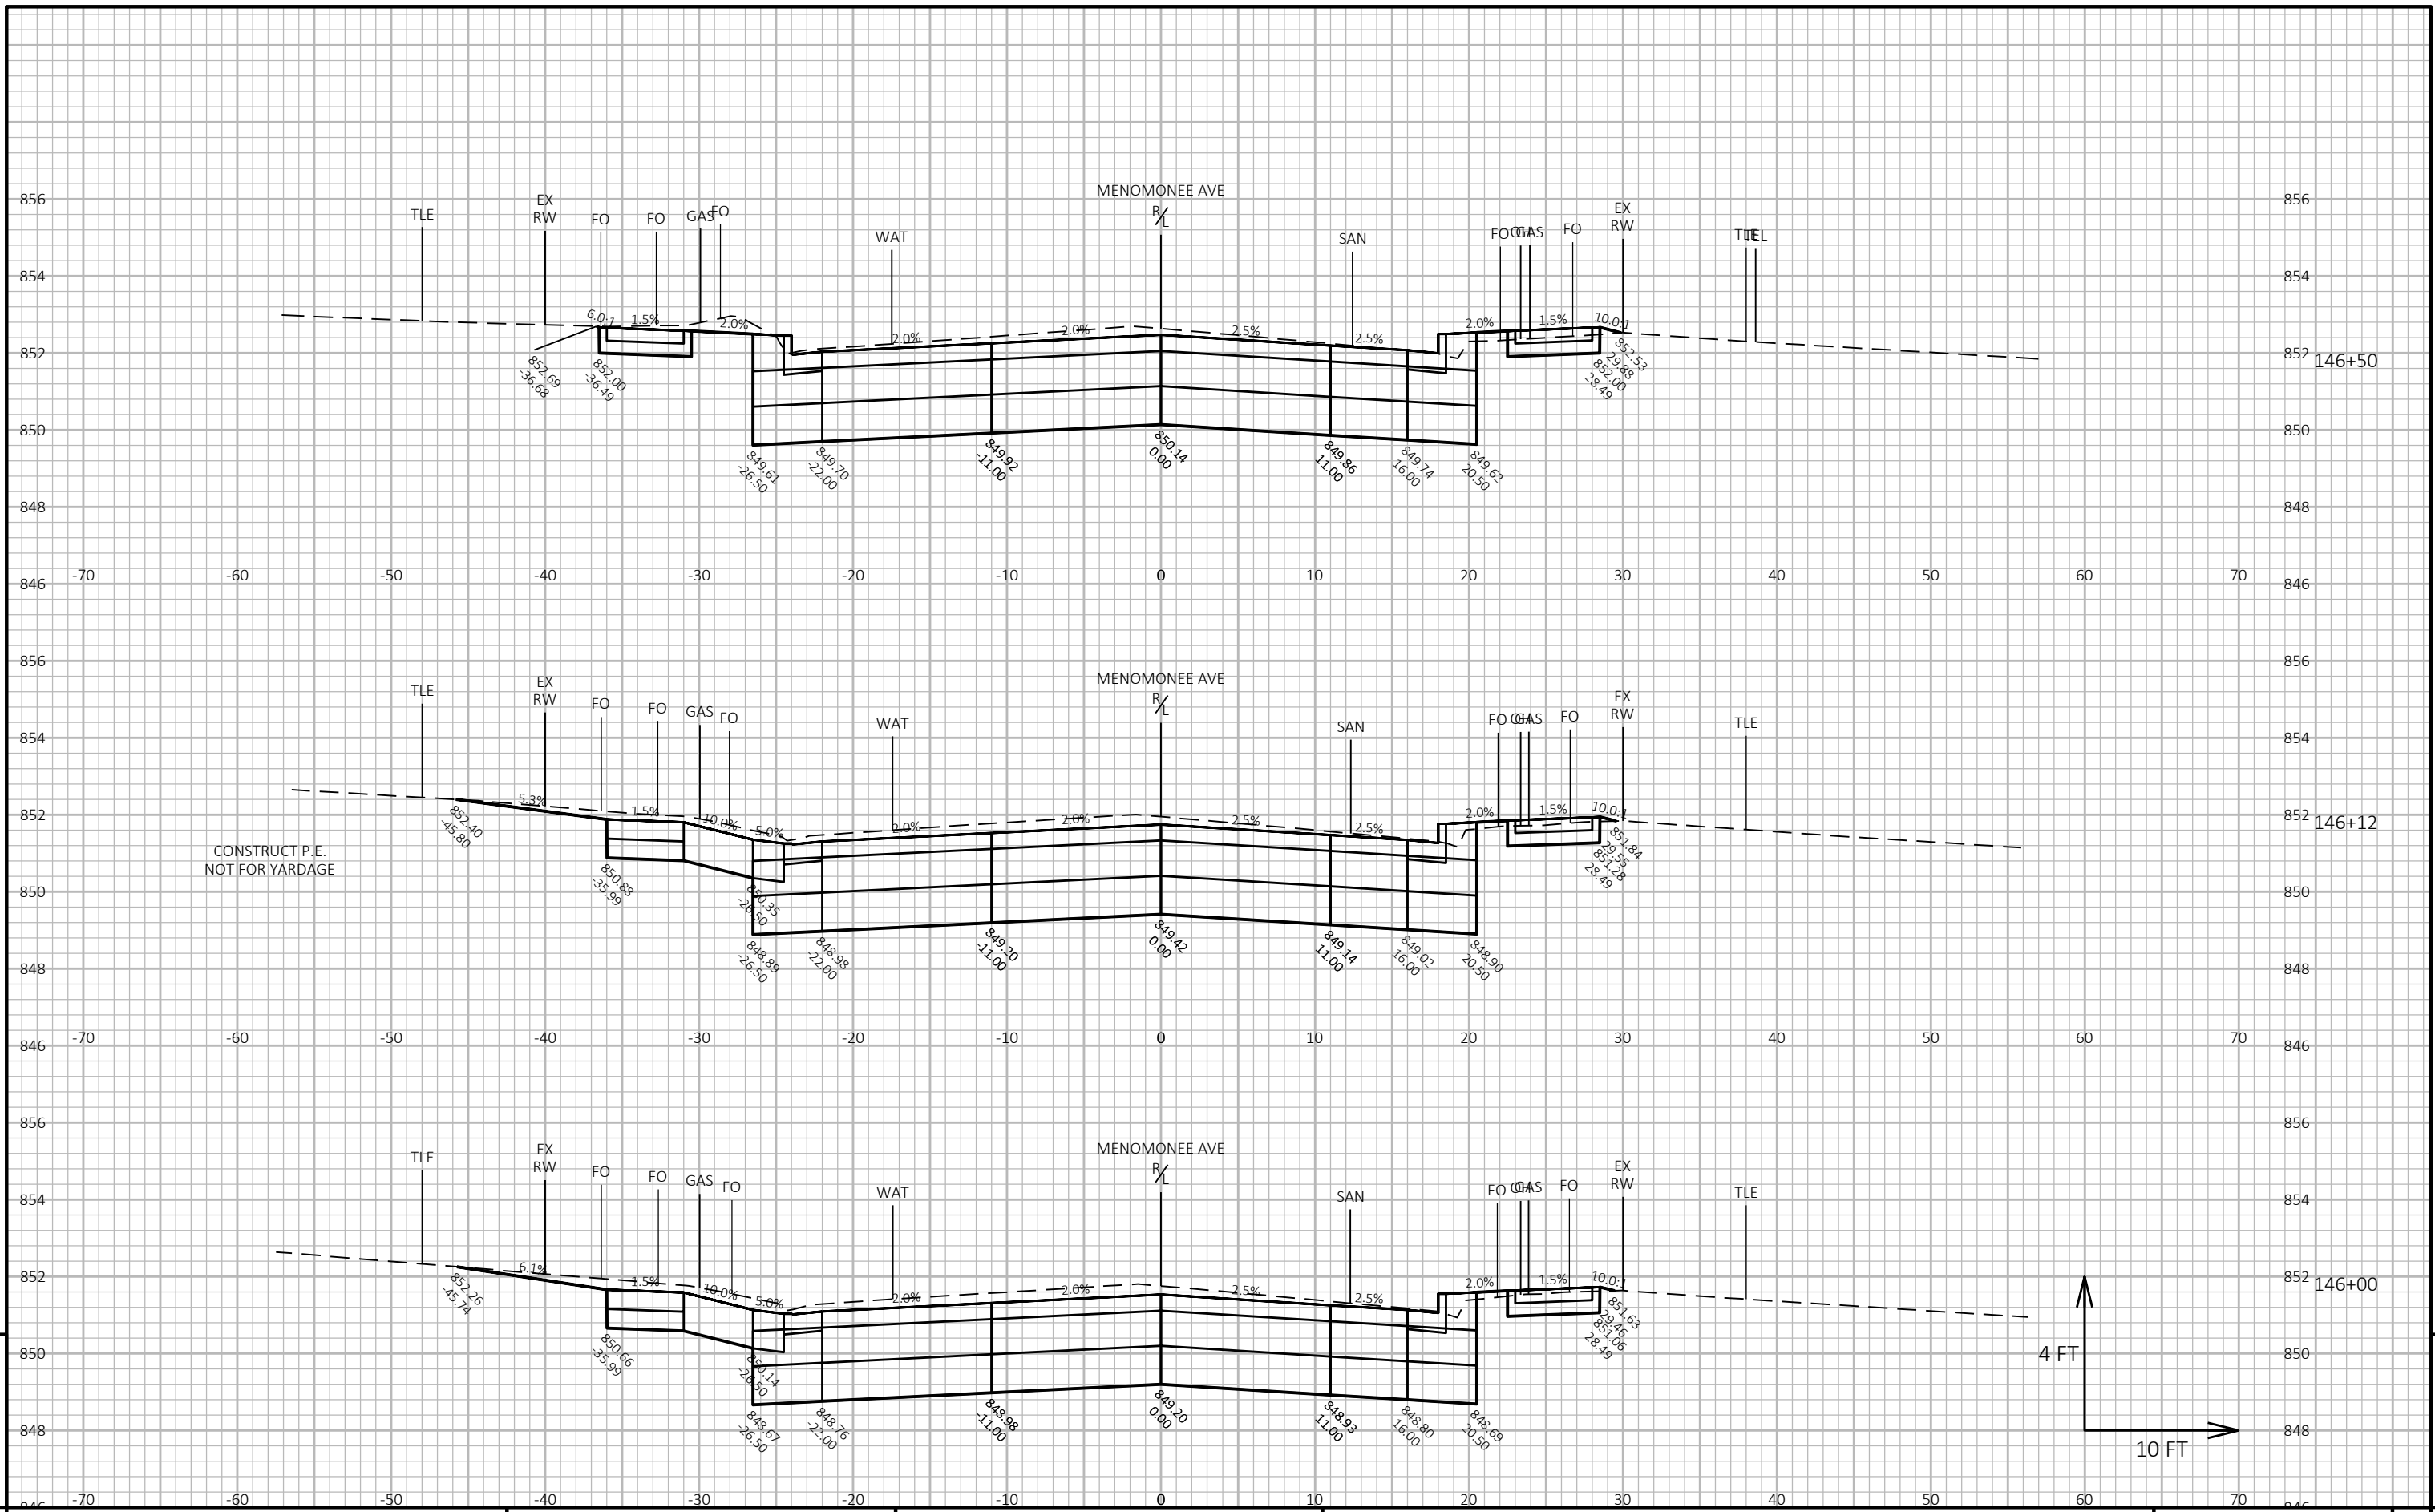 MENOMONEE AVE
R/L
TLE
EX
RW
FO
FO
GAS
FO
WAT
SAN
FO
OH
GAS
FO
EX
RW
TLE
TEL
856
856
854
854
852
852
146+50
850
850
848
848
846
846
6.0:1
1.5%
2.0%
2.0%
2.0%
2.5%
2.5%
2.0%
1.5%
10.0:1
852.69
-36.68
852.00
-36.49
849.61
-26.50
849.70
-22.00
849.92
-11.00
850.14
0.00
849.86
11.00
849.74
16.00
849.62
20.50
852.53
29.88
852.00
28.49
-70 -60 -50 -40 -30 -20 -10 0 10 20 30 40 50 60 70
MENOMONEE AVE
R/L
TLE
EX
RW
FO
FO
GAS
FO
WAT
SAN
FO
OH
GAS
FO
EX
RW
TLE
856
856
854
854
852
852
146+12
850
850
848
848
846
846
CONSTRUCT P.E.
NOT FOR YARDAGE
5.3%
1.5%
10.0%
5.0%
2.0%
2.0%
2.5%
2.5%
2.0%
1.5%
10.0:1
852.40
-45.80
850.88
-35.99
850.35
-26.50
848.89
-26.50
848.98
-22.00
849.20
-11.00
849.42
0.00
849.14
11.00
849.02
16.00
848.90
20.50
851.84
29.55
851.28
28.49
-70 -60 -50 -40 -30 -20 -10 0 10 20 30 40 50 60 70
MENOMONEE AVE
R/L
TLE
EX
RW
FO
FO
GAS
FO
WAT
SAN
FO
OH
GAS
FO
EX
RW
TLE
856
856
854
854
852
852
146+00
850
850
848
848
846
846
6.1%
1.5%
10.0%
5.0%
2.0%
2.0%
2.5%
2.5%
2.0%
1.5%
10.0:1
852.26
-45.74
850.66
-35.99
850.14
-26.50
848.67
-26.50
848.76
-22.00
848.98
-11.00
849.20
0.00
848.93
11.00
848.80
16.00
848.69
20.50
851.63
29.46
851.06
28.49
4 FT
10 FT
-70 -60 -50 -40 -30 -20 -10 0 10 20 30 40 50 60 70